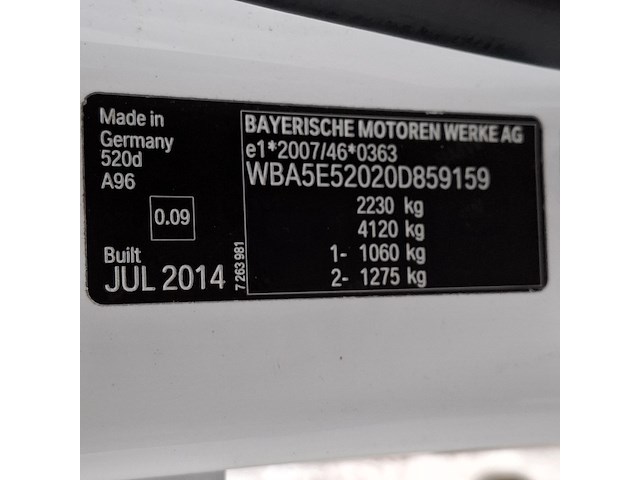 Made in
Germany
520d
A96
0.09
Built
JUL 2014
7 263 981
BAYERISCHE MOTOREN WERKE AG
e1*2007/46*0363
WBA5E52020D859159
2230 kg
4120 kg
1- 1060 kg
2- 1275 kg